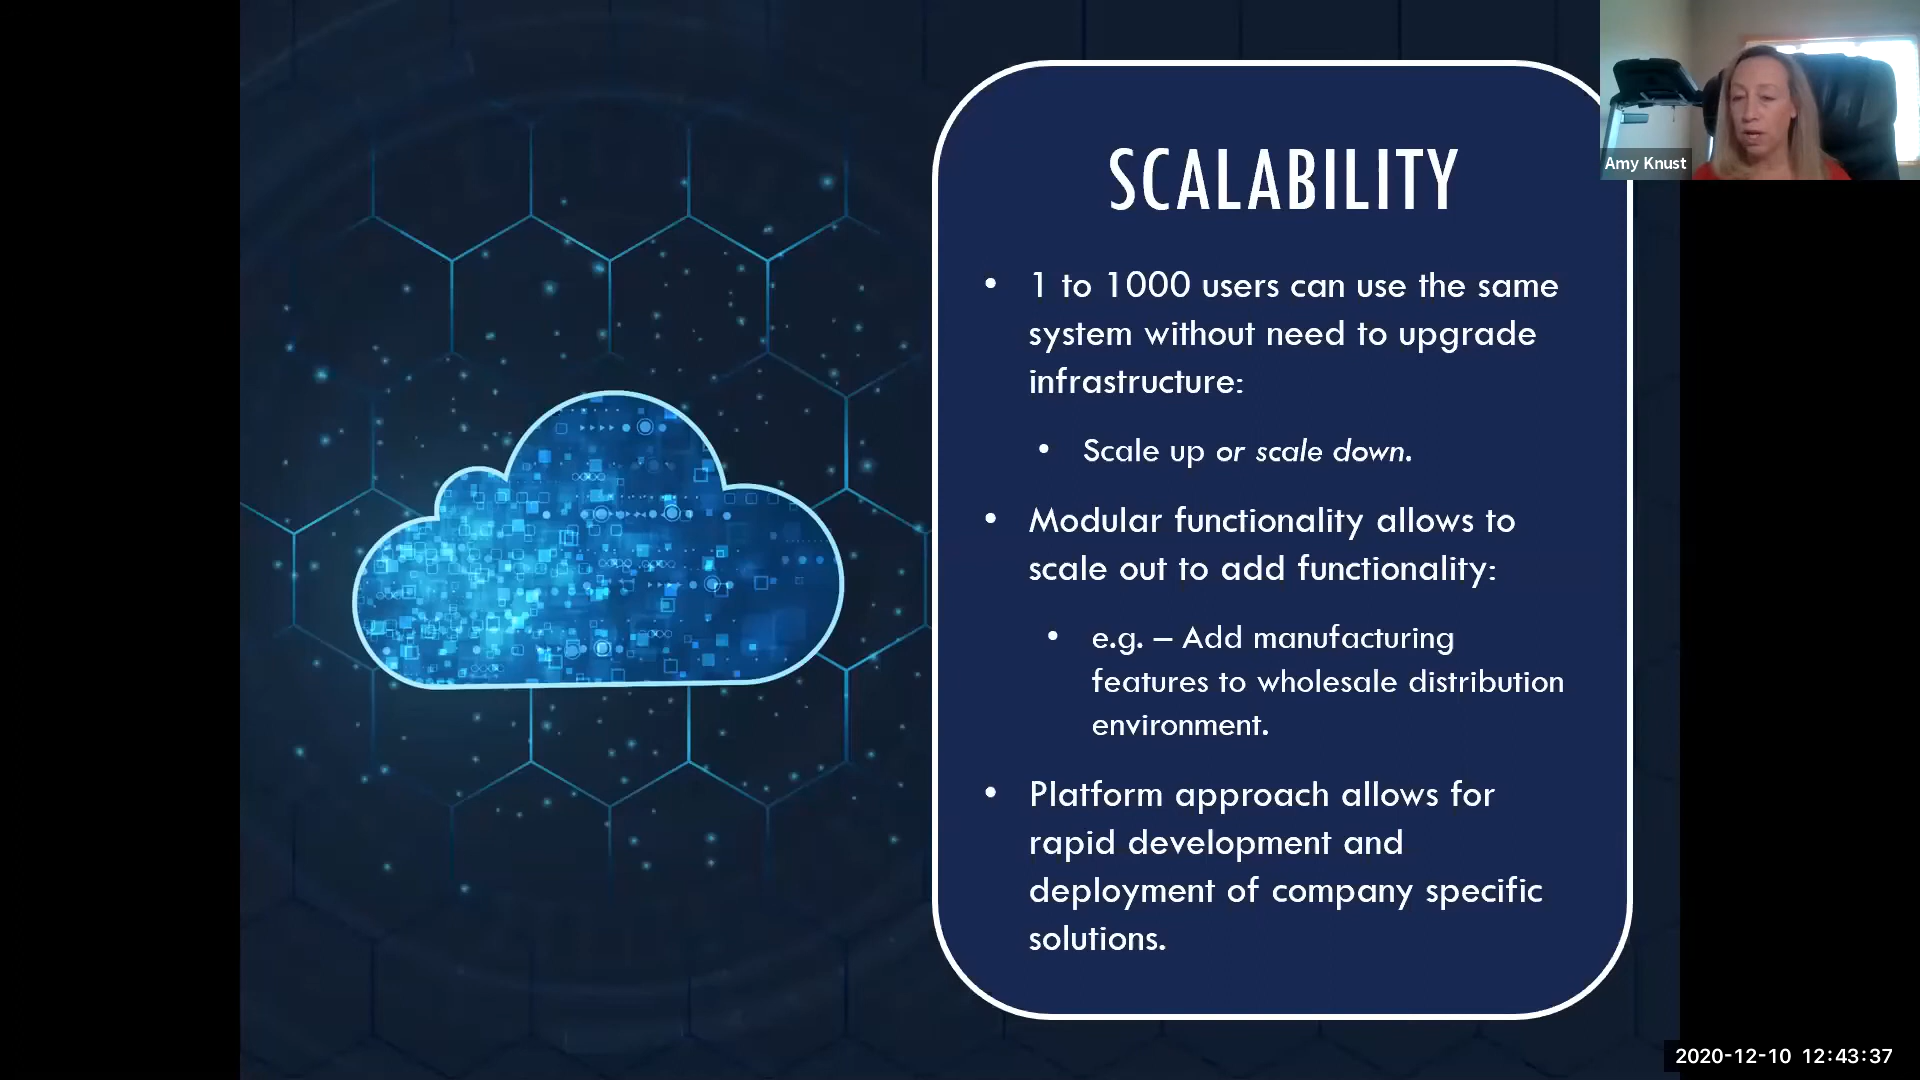 SCALABILITY
• 1 to 1000 users can use the same
system without need to upgrade
infrastructure:
• Scale up or scale down.
• Modular functionality allows to
scale out to add functionality:
• e.g. – Add manufacturing
features to wholesale distribution
environment.
• Platform approach allows for
rapid development and
deployment of company specific
solutions.
Amy Knust
2020-12-10 12:43:37